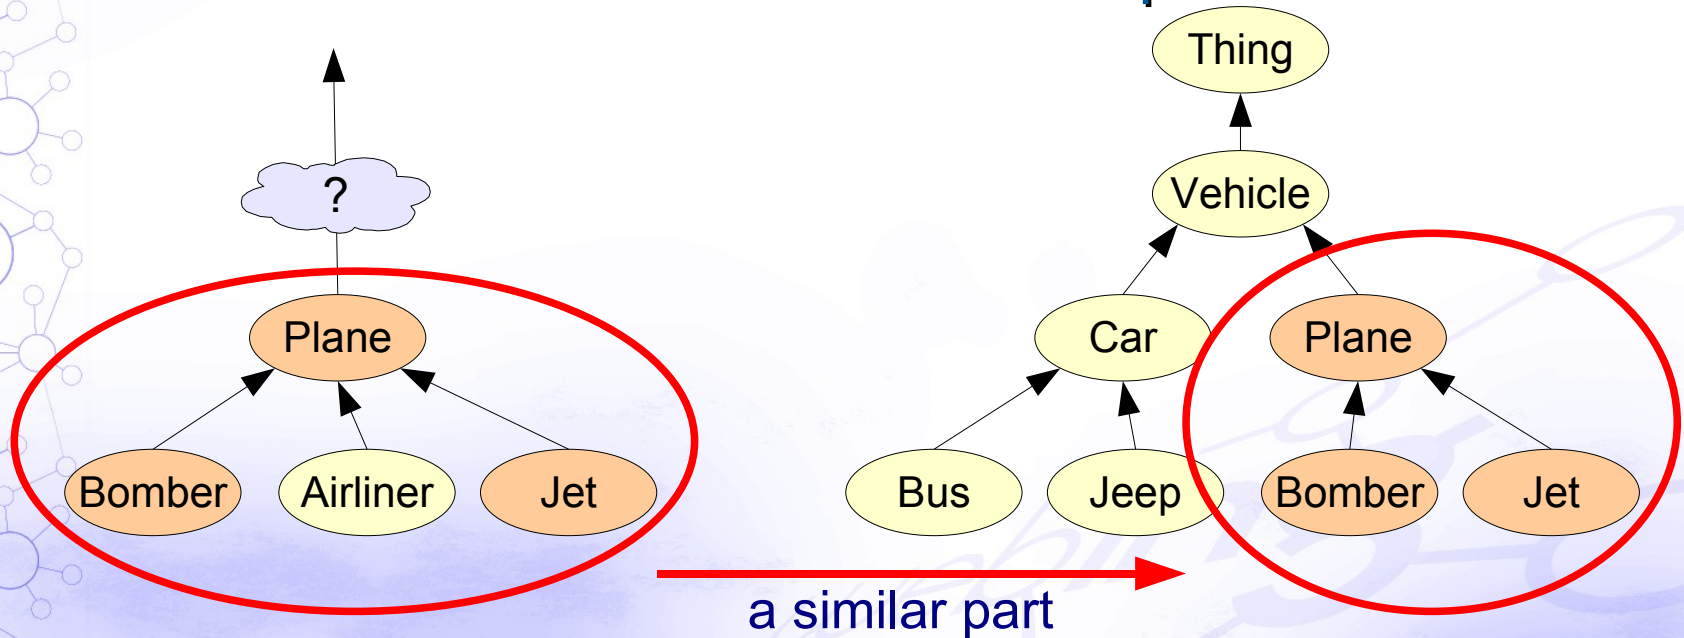 Thing
?
Vehicle
Plane
Car
Plane
Bomber
Airliner
Jet
Bus
Jeep
Bomber
Jet
a similar part